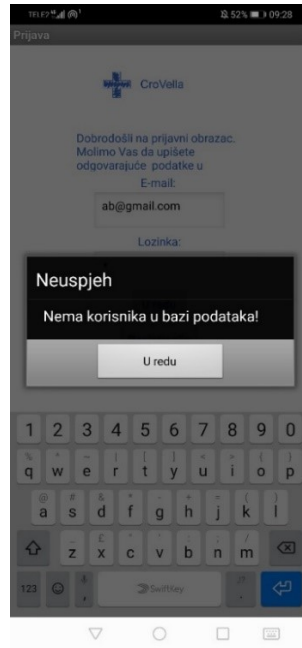 TELE2 52% 09:28
Prijava
CroVella
Dobrodošli na prijavni obrazac.
Molimo Vas da upišete
odgovarajuće podatke u
E-mail:
ab@gmail.com
Lozinka:
Neuspjeh
Nema korisnika u bazi podataka!
U redu
1 2 3 4 5 6 7 8 9 0
q w e r t y u i o p
a s d f g h j k l
z x c v b n m
123 SwiftKey